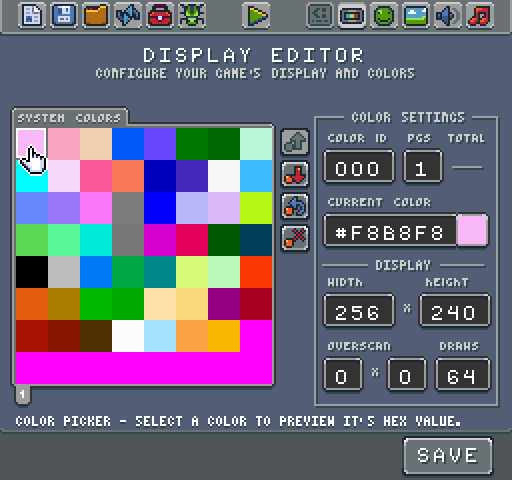 DISPLAY EDITOR
CONFIGURE YOUR GAME'S DISPLAY AND COLORS
SYSTEM COLORS
COLOR SETTINGS
COLOR ID PGS TOTAL
000 1
CURRENT COLOR
#F8B8F8
DISPLAY
WIDTH HEIGHT
256 X 240
OVERSCAN DRAWS
0 X 0 64
1
COLOR PICKER - SELECT A COLOR TO PREVIEW IT'S HEX VALUE.
SAVE